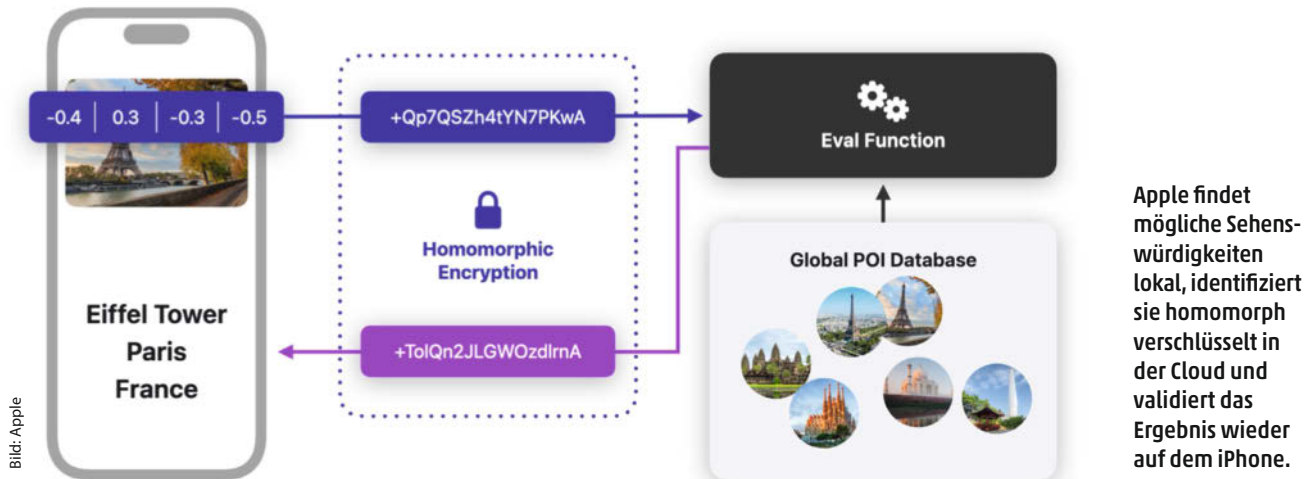 -0.4 | 0.3 | -0.3 | -0.5
Eiffel Tower
Paris
France
+Qp7QSZh4tYN7PKwA
Homomorphic
Encryption
+TolQn2JLGWOzdlrnA
Eval Function
Global POI Database
Apple findet
mögliche Sehens-
würdigkeiten
lokal, identifiziert
sie homomorph
verschlüsselt in
der Cloud und
validiert das
Ergebnis wieder
auf dem iPhone.
Bild: Apple